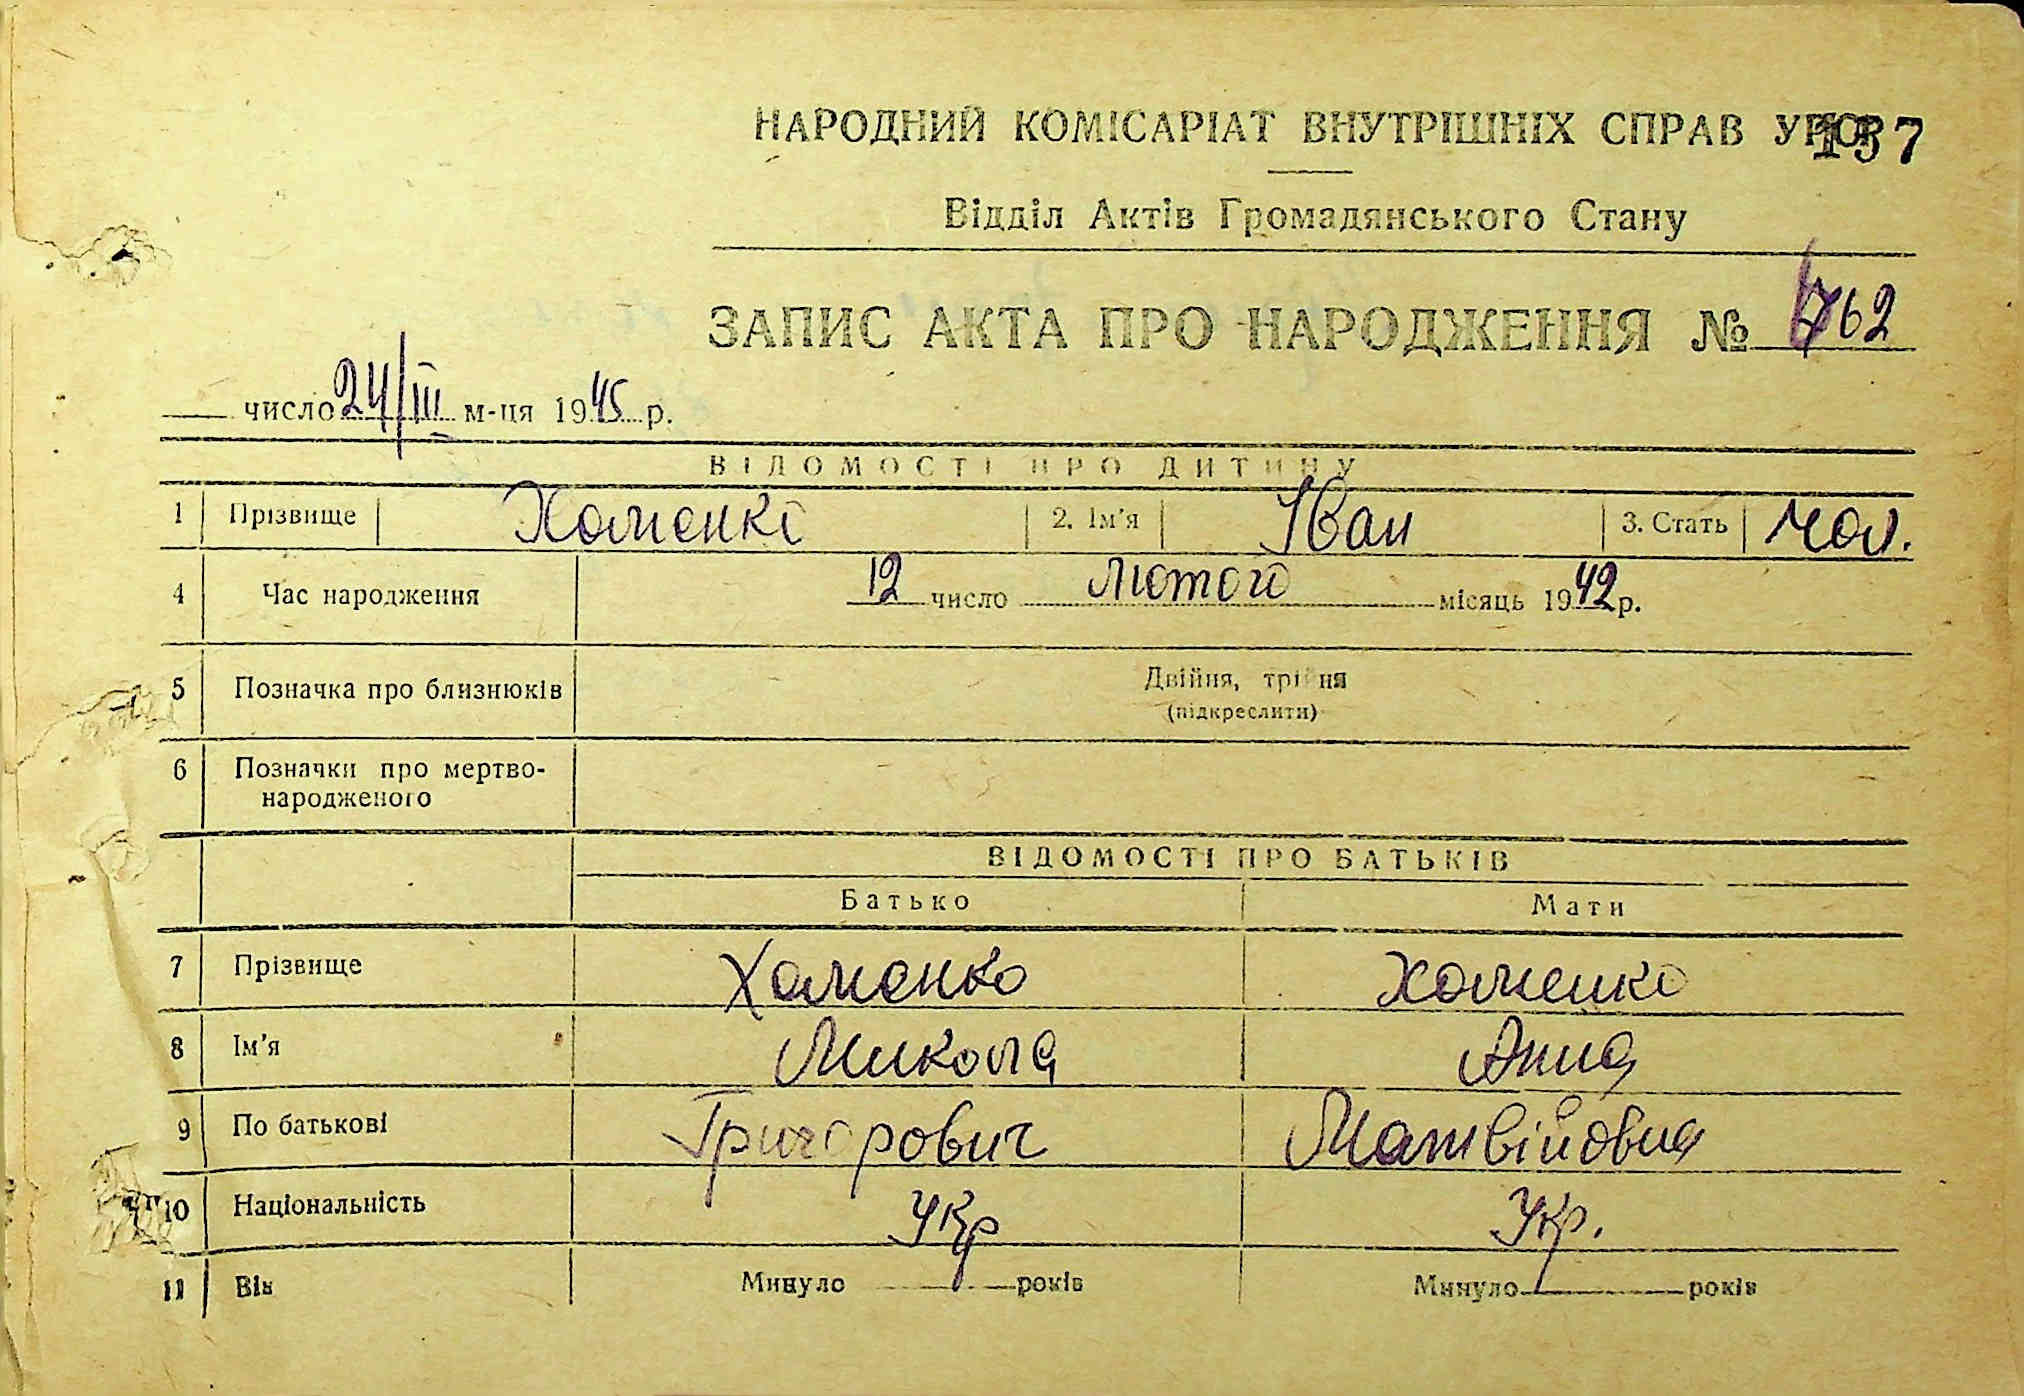 НАРОДНИЙ КОМІСАРІАТ ВНУТРІШНІХ СПРАВ УРСР 137
Відділ Актів Громадянського Стану
ЗАПИС АКТА ПРО НАРОДЖЕННЯ № 762
число 24/III м-ця 1945 р.
ВІДОМОСТІ ПРО ДИТИНУ
1 Прізвище Хоменко 2. Ім'я Іван 3. Стать чол.
4 Час народження 12 число лютого місяць 1942 р.
5 Позначка про близнюків Двійня, трійня
(підкреслити)
6 Позначки про мертво-
народженого
ВІДОМОСТІ ПРО БАТЬКІВ
Батько Мати
7 Прізвище Хоменко Хоменко
8 Ім'я Микола Анна
9 По батькові Григорович Матвійовна
10 Національність Укр Укр.
11 Вік Минуло років Минуло років